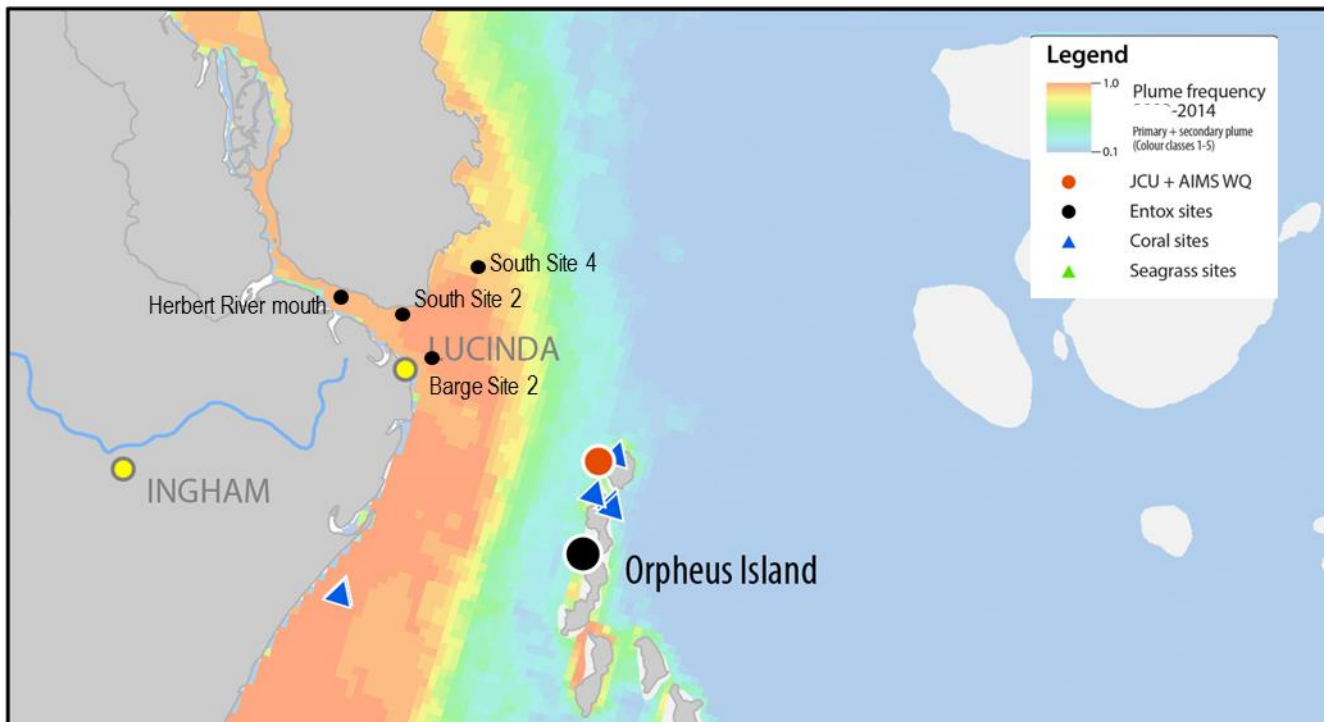 Legend
1.0
Plume frequency
-2014
Primary + secondary plume
(Colour classes 1-5)
0.1
JCU + AIMS WQ
Entox sites
Coral sites
Seagrass sites
South Site 4
Herbert River mouth
South Site 2
LUCINDA
Barge Site 2
INGHAM
Orpheus Island